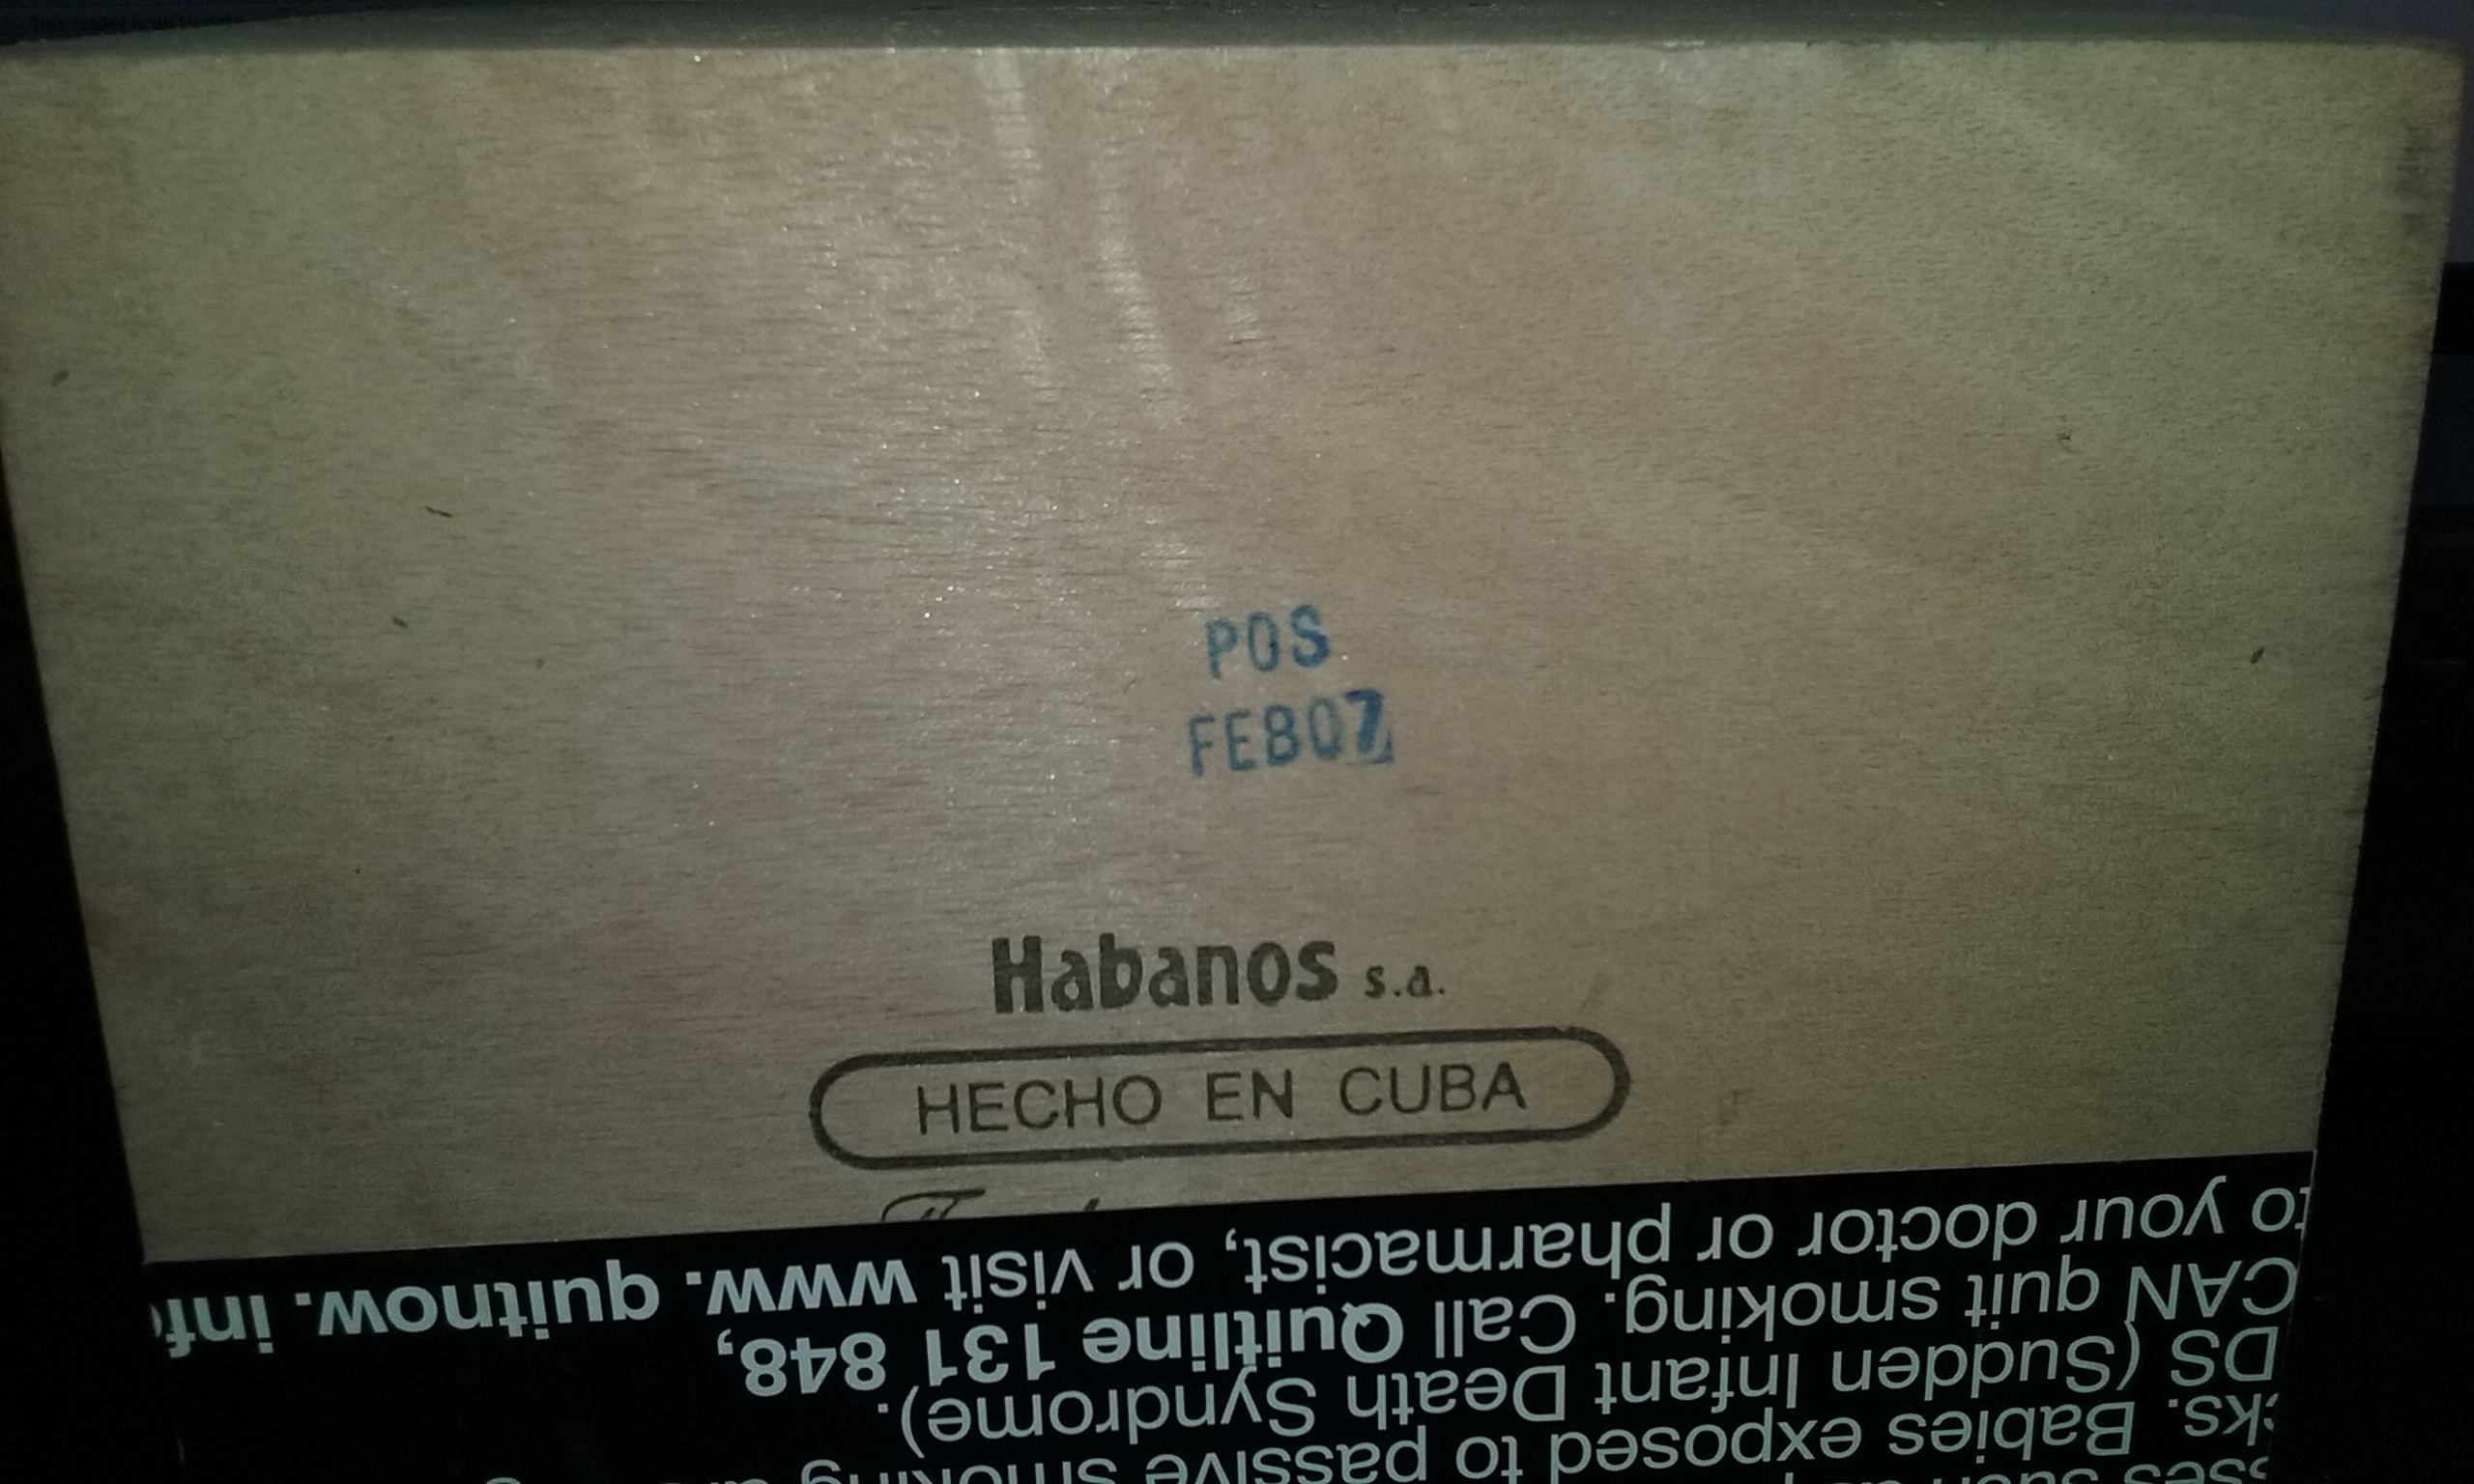 POS
FEB07
Habanos s.a.
HECHO EN CUBA
DS (Sudden Infant Death Syndrome).
Babies exposed to passive smoking
CAN quit smoking. Call Quitline 131 848,
to your doctor or pharmacist, or visit www. quitnow. info